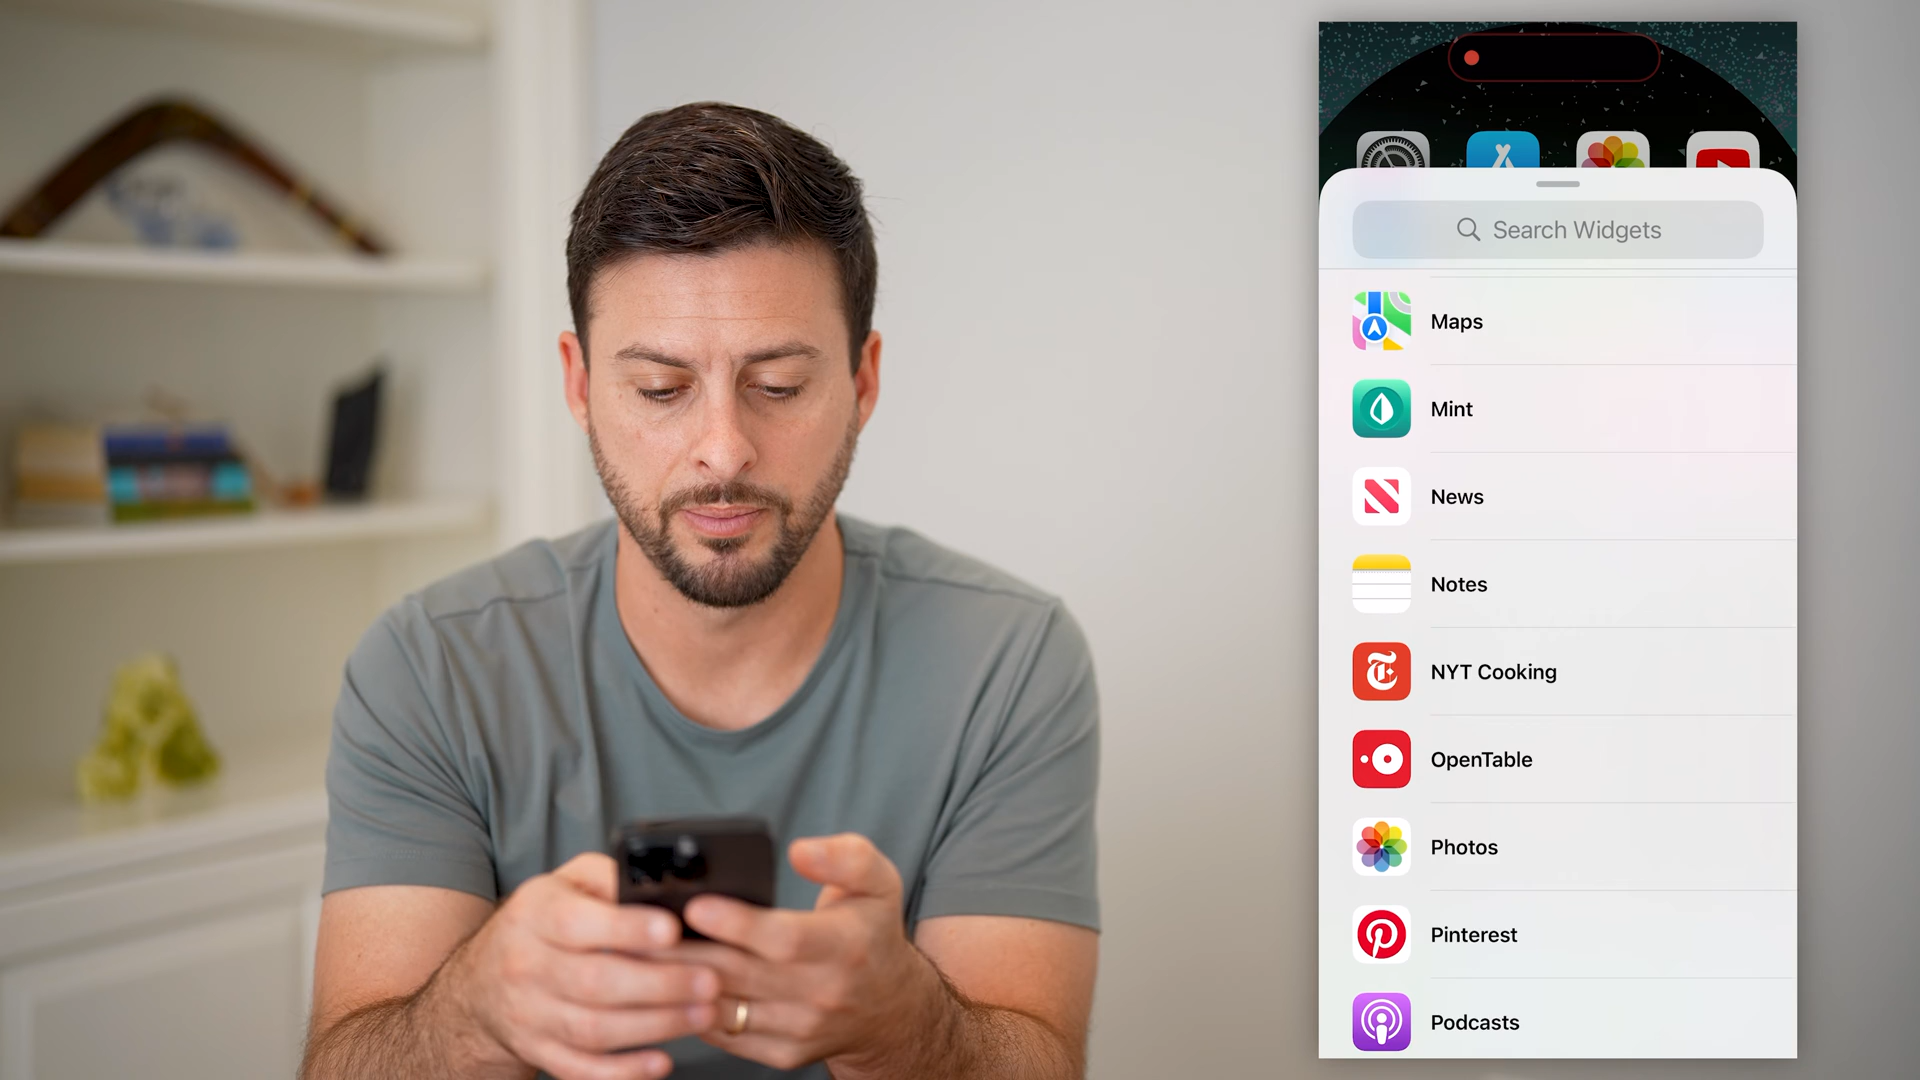 Search Widgets
Maps
Mint
News
Notes
NYT Cooking
OpenTable
Photos
Pinterest
Podcasts